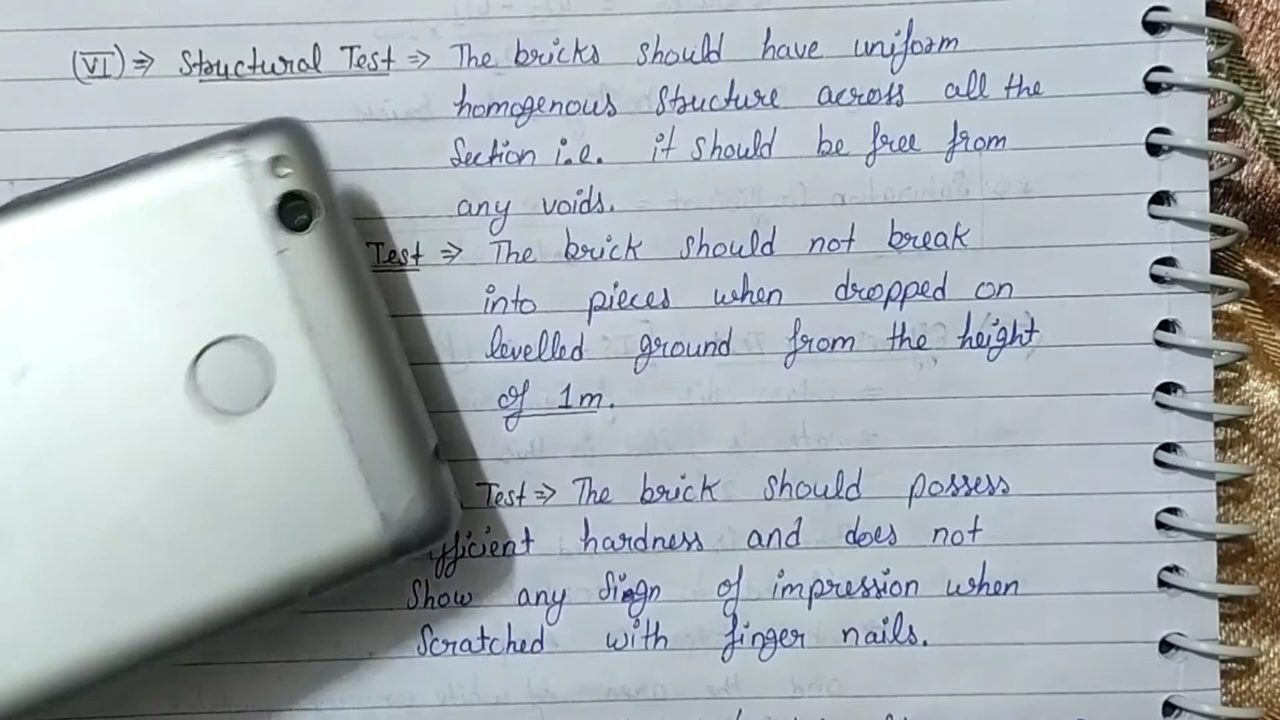 (VI) ⇒ Structural Test ⇒ The bricks should have uniform
homogenous structure across all the
Section i.e. it should be free from
any voids.
Test ⇒ The brick should not break
into pieces when dropped on
levelled ground from the height
of 1m.
Test ⇒ The brick should possess
hardness and does not
Show any sign of impression when
Scratched with finger nails.